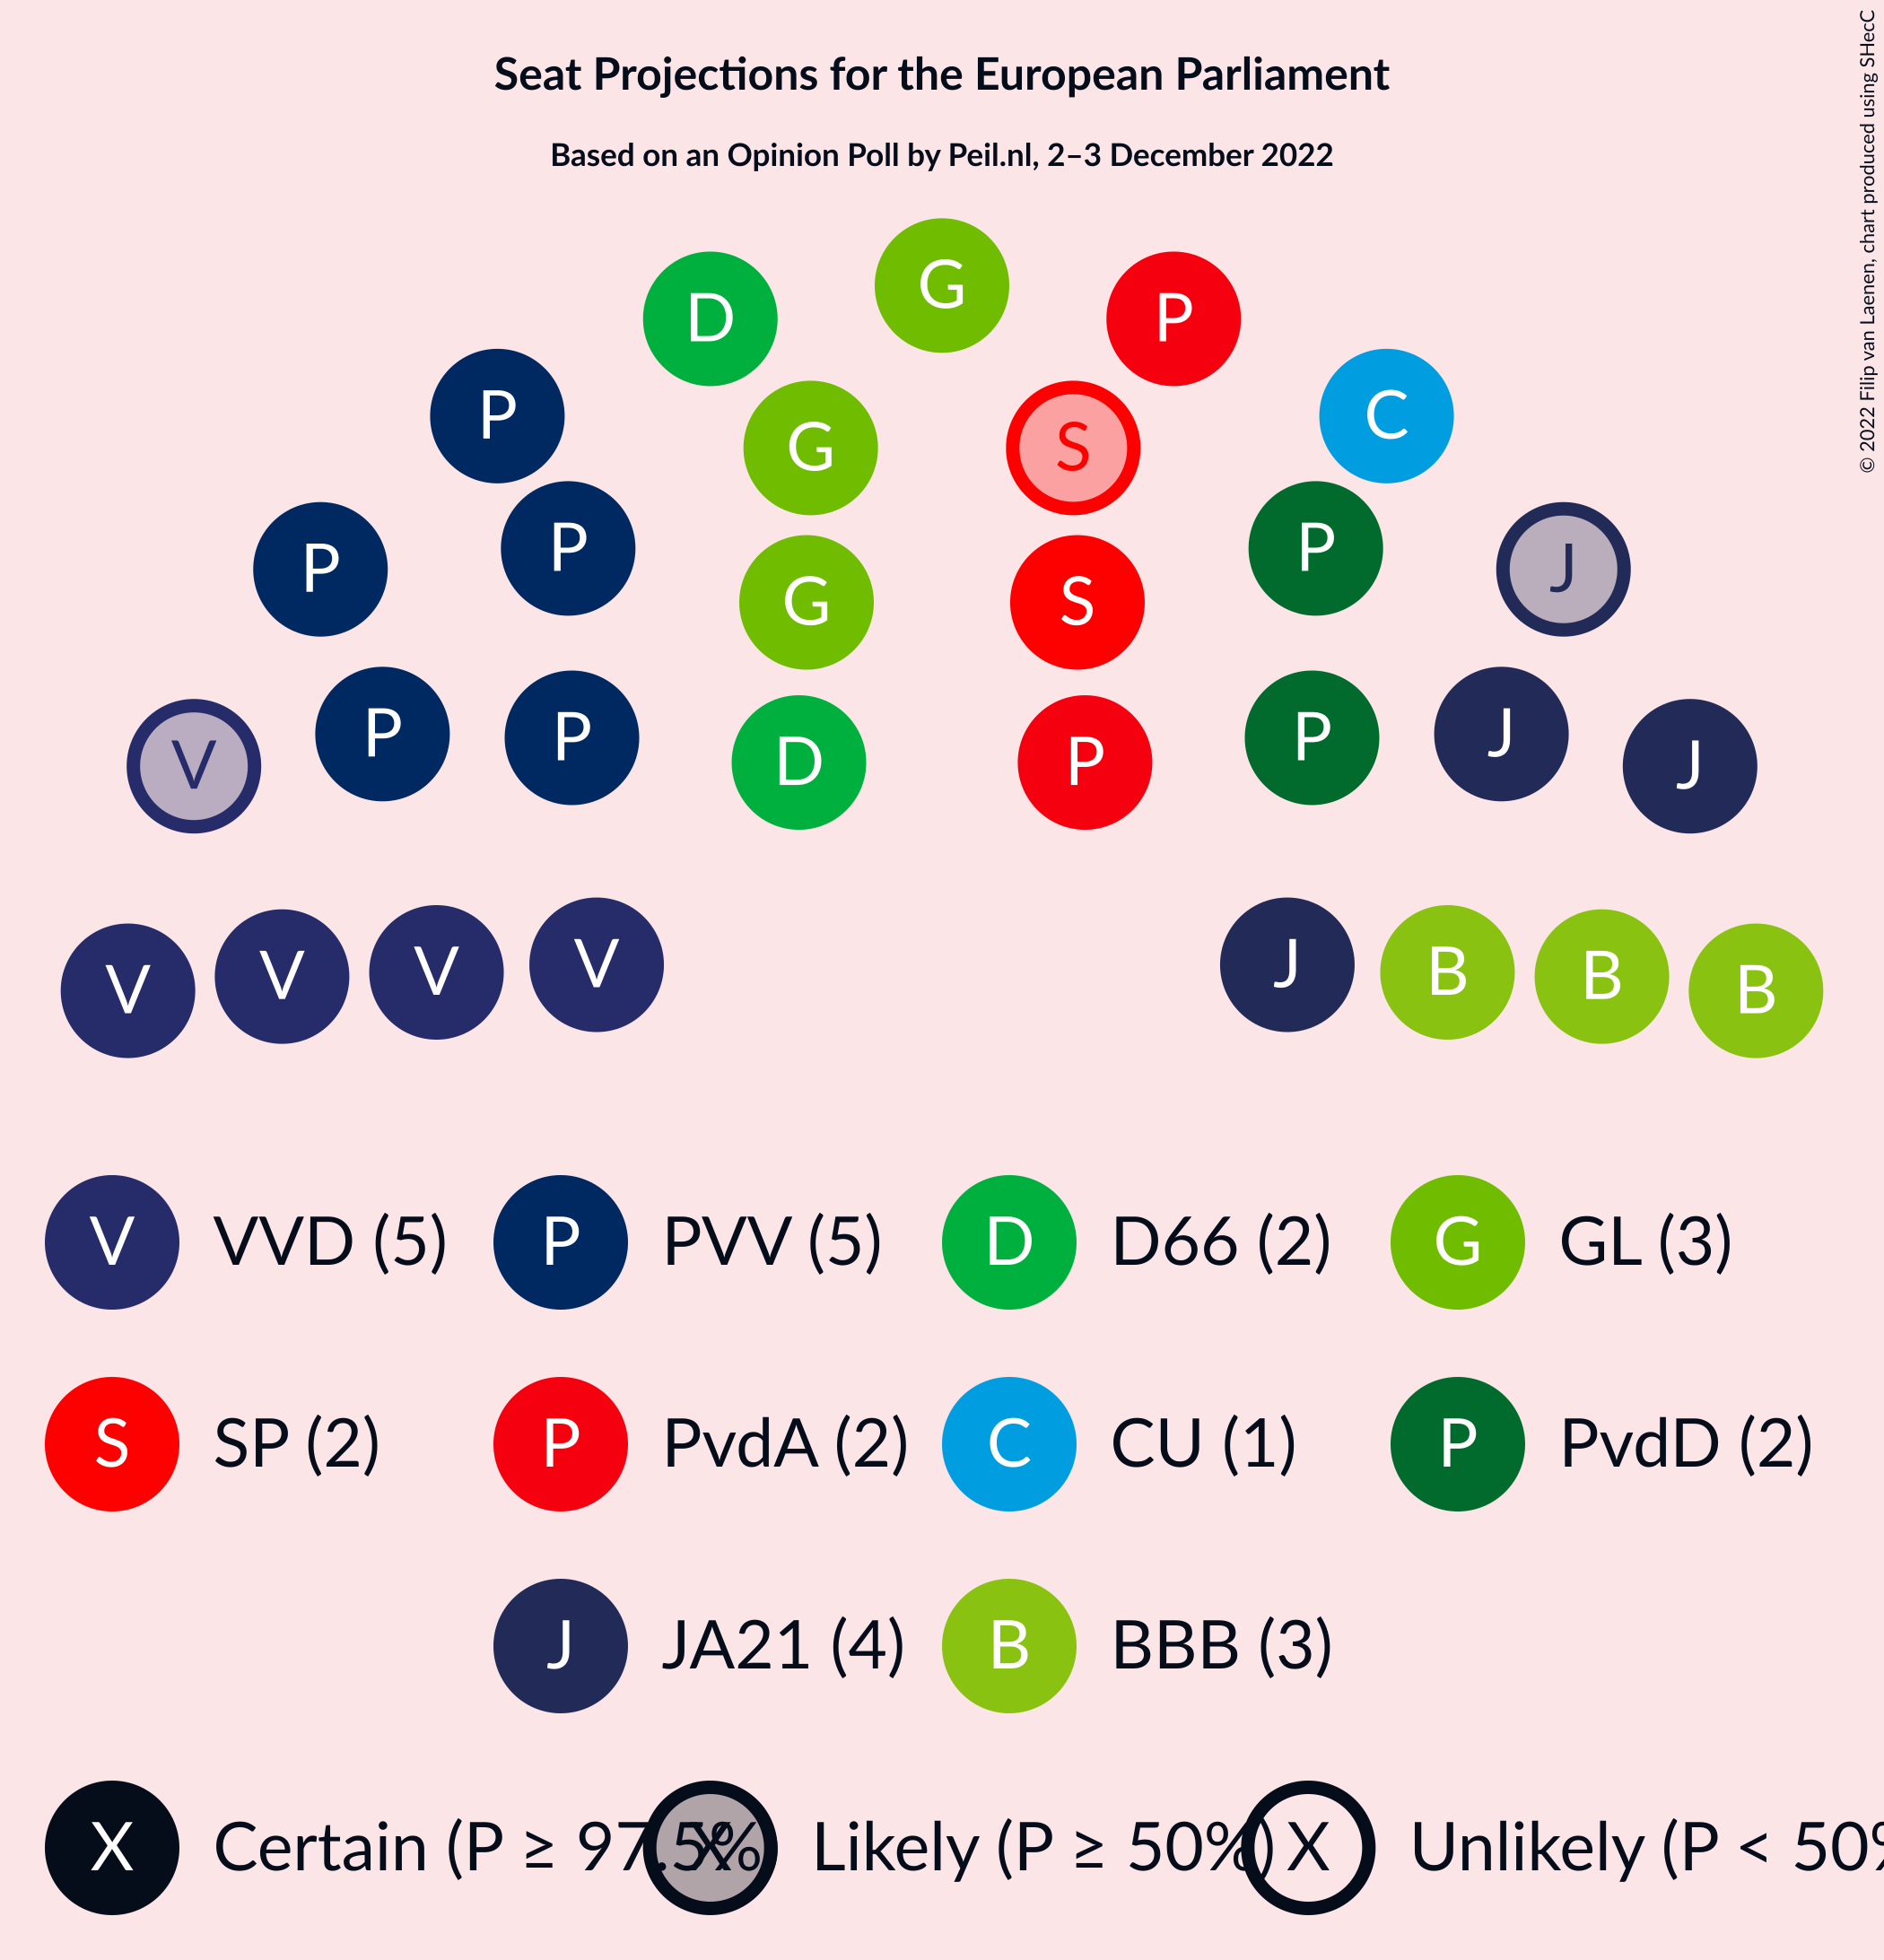 Seat Projections for the European Parliament
Based on an Opinion Poll by Peil.nl, 2–3 December 2022
© 2022 Filip van Laenen, chart produced using SHecC
G
D P
P C
G S
P P
P J
G S
P J
P P
D P
V J
V V V V J B B B
V VVD (5) P PVV (5) D D66 (2) G GL (3)
S SP (2) P PvdA (2) C CU (1) P PvdD (2)
J JA21 (4) B BBB (3)
X Certain (P ≥ 97.5% X Likely (P ≥ 50%) X Unlikely (P < 50%